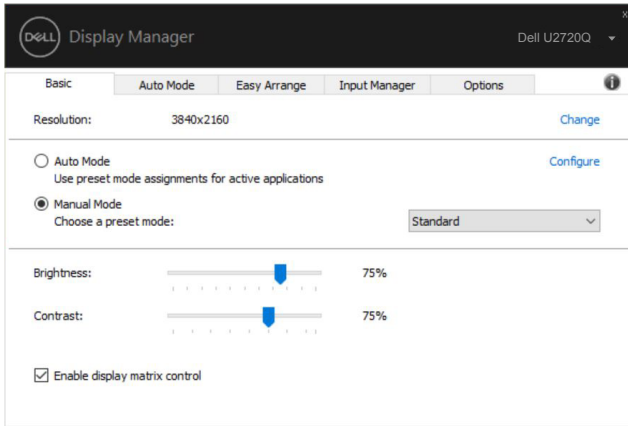 x
DELL Display Manager
Dell U2720Q
Basic Auto Mode Easy Arrange Input Manager Options
Resolution: 3840x2160 Change
Auto Mode Configure
Use preset mode assignments for active applications
Manual Mode
Choose a preset mode: Standard
Brightness: 75%
Contrast: 75%
Enable display matrix control